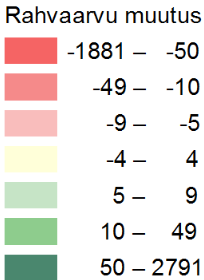 Rahvaarvu muutus
-1881 – -50
-49 – -10
-9 – -5
-4 – 4
5 – 9
10 – 49
50 – 2791